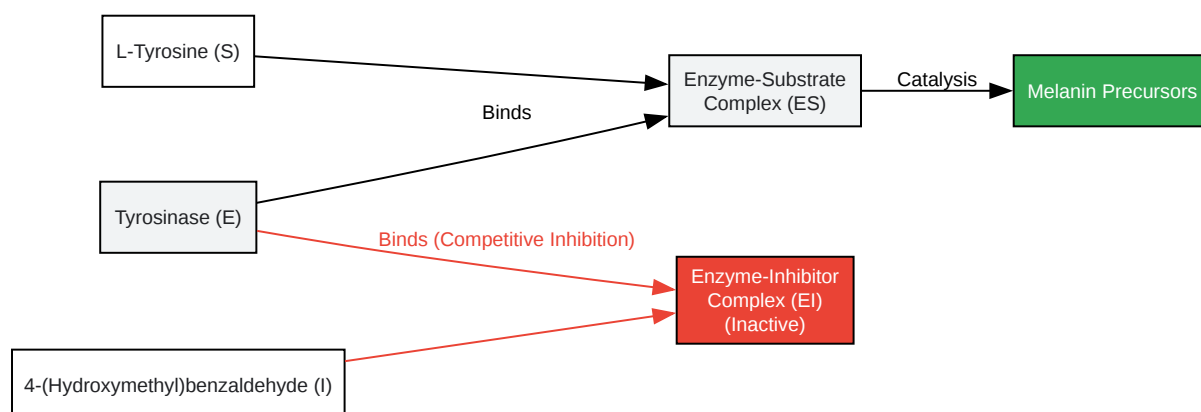 L-Tyrosine (S)
Enzyme-Substrate
Complex (ES)
Catalysis
Melanin Precursors
Binds
Tyrosinase (E)
Binds (Competitive Inhibition)
Enzyme-Inhibitor
Complex (EI)
(Inactive)
4-(Hydroxymethyl)benzaldehyde (I)